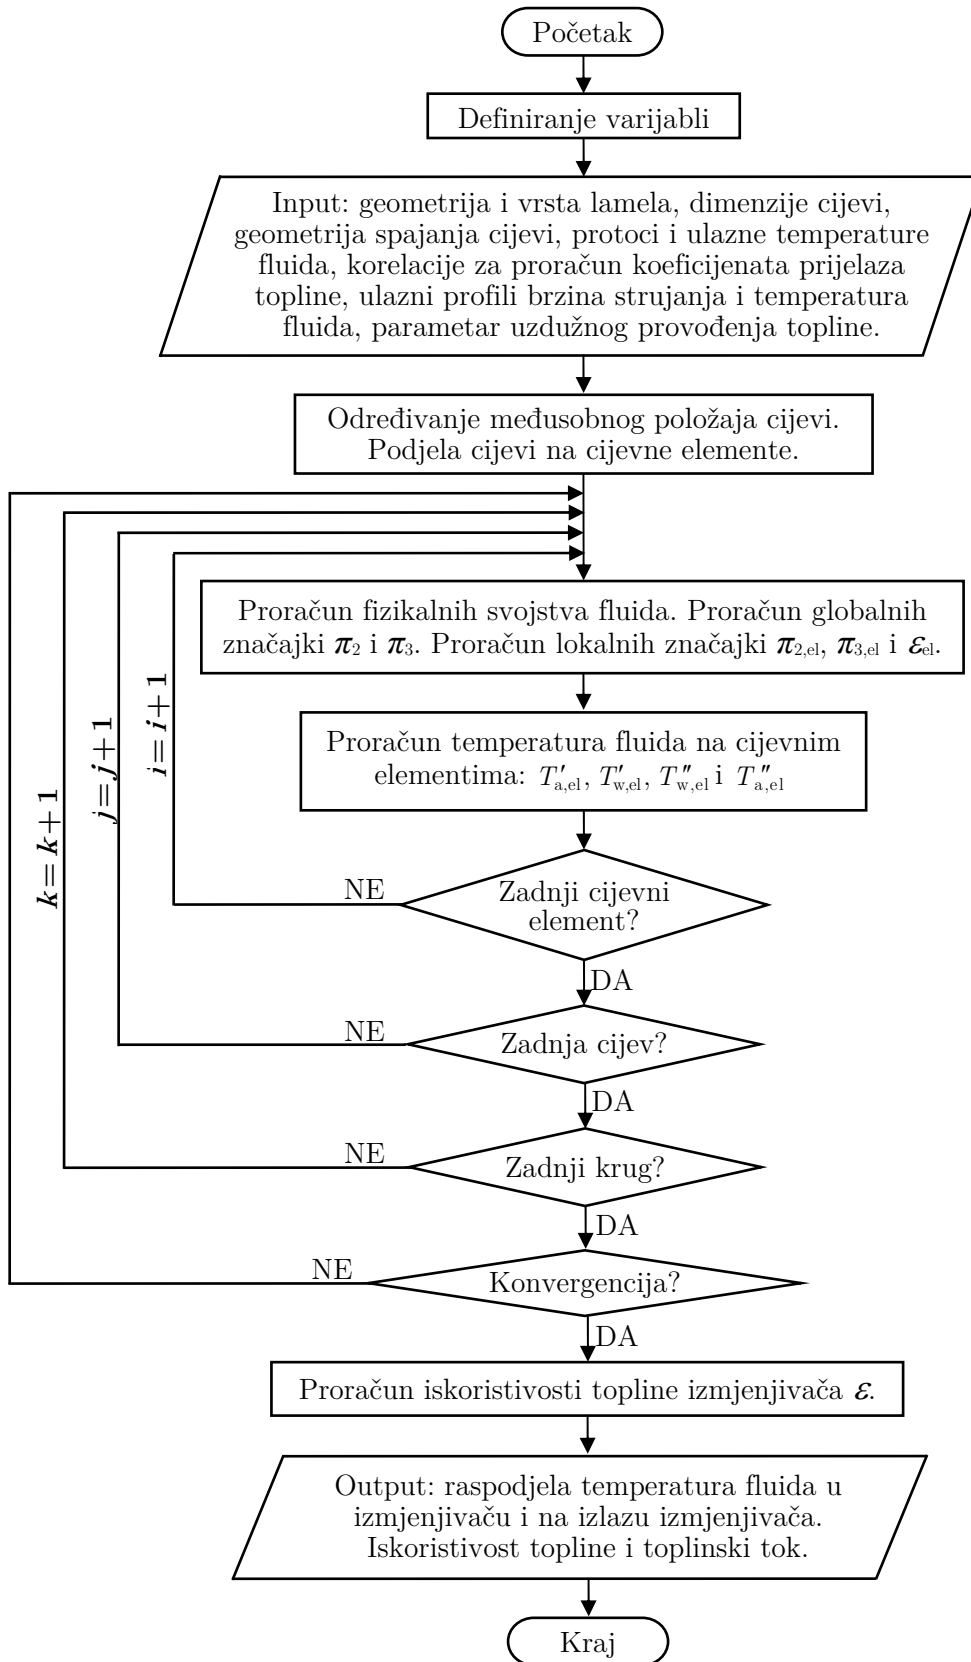 Početak
Definiranje varijabli
Input: geometrija i vrsta lamela, dimenzije cijevi,
geometrija spajanja cijevi, protoci i ulazne temperature
fluida, korelacije za proračun koeficijenata prijelaza
topline, ulazni profili brzina strujanja i temperatura
fluida, parametar uzdužnog provođenja topline.
Određivanje međusobnog položaja cijevi.
Podjela cijevi na cijevne elemente.
Proračun fizikalnih svojstva fluida. Proračun globalnih
značajki π₂ i π₃. Proračun lokalnih značajki π₂,el, π₃,el i εel.
Proračun temperatura fluida na cijevnim
elementima: T′a,el, T′w,el, T″w,el i T″a,el
i=i+1
j=j+1
k=k+1
Zadnji cijevni
element?
NE
DA
Zadnja cijev?
NE
DA
Zadnji krug?
NE
DA
Konvergencija?
NE
DA
Proračun iskoristivosti topline izmjenjivača ε.
Output: raspodjela temperatura fluida u
izmjenjivaču i na izlazu izmjenjivača.
Iskoristivost topline i toplinski tok.
Kraj